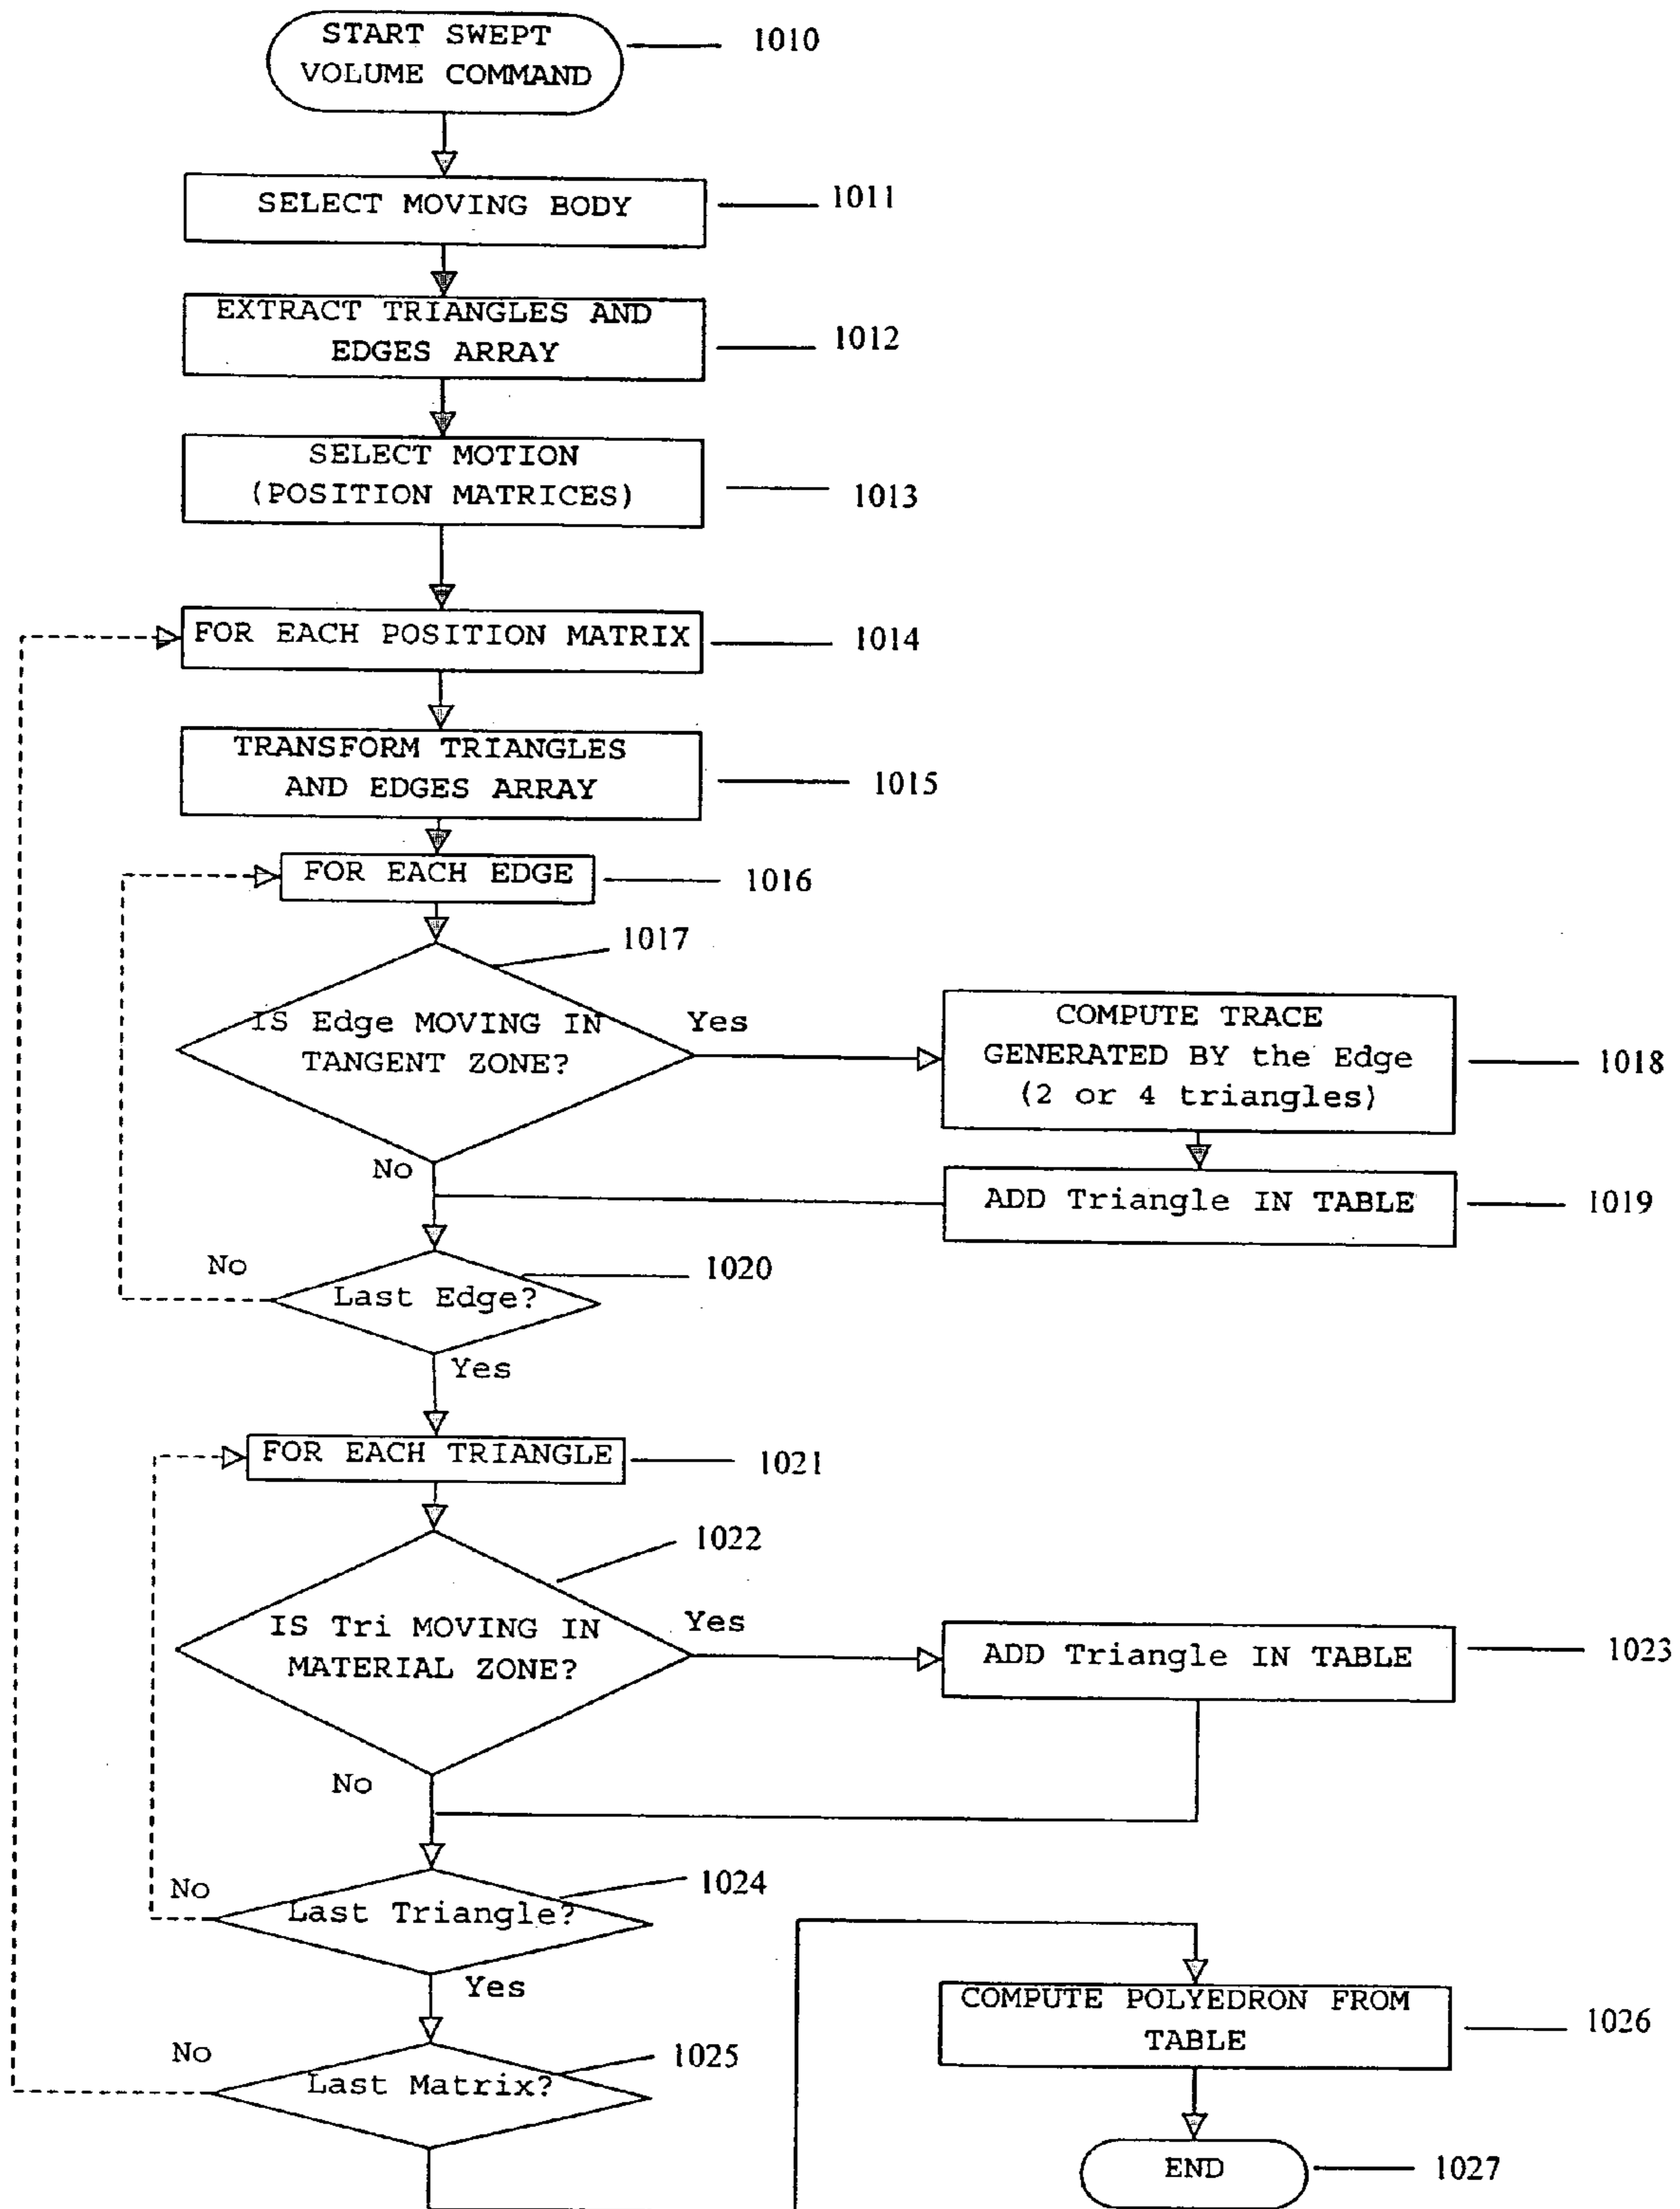 START SWEPT
VOLUME COMMAND
1010
SELECT MOVING BODY
1011
EXTRACT TRIANGLES AND
EDGES ARRAY
1012
SELECT MOTION
(POSITION MATRICES)
1013
FOR EACH POSITION MATRIX
1014
TRANSFORM TRIANGLES
AND EDGES ARRAY
1015
FOR EACH EDGE
1016
1017
IS Edge MOVING IN
TANGENT ZONE?
Yes
No
COMPUTE TRACE
GENERATED BY the Edge
(2 or 4 triangles)
1018
ADD Triangle IN TABLE
1019
No
Last Edge?
1020
Yes
FOR EACH TRIANGLE
1021
1022
IS Tri MOVING IN
MATERIAL ZONE?
Yes
ADD Triangle IN TABLE
1023
No
No
Last Triangle?
1024
Yes
No
Last Matrix?
1025
COMPUTE POLYEDRON FROM
TABLE
1026
END
1027